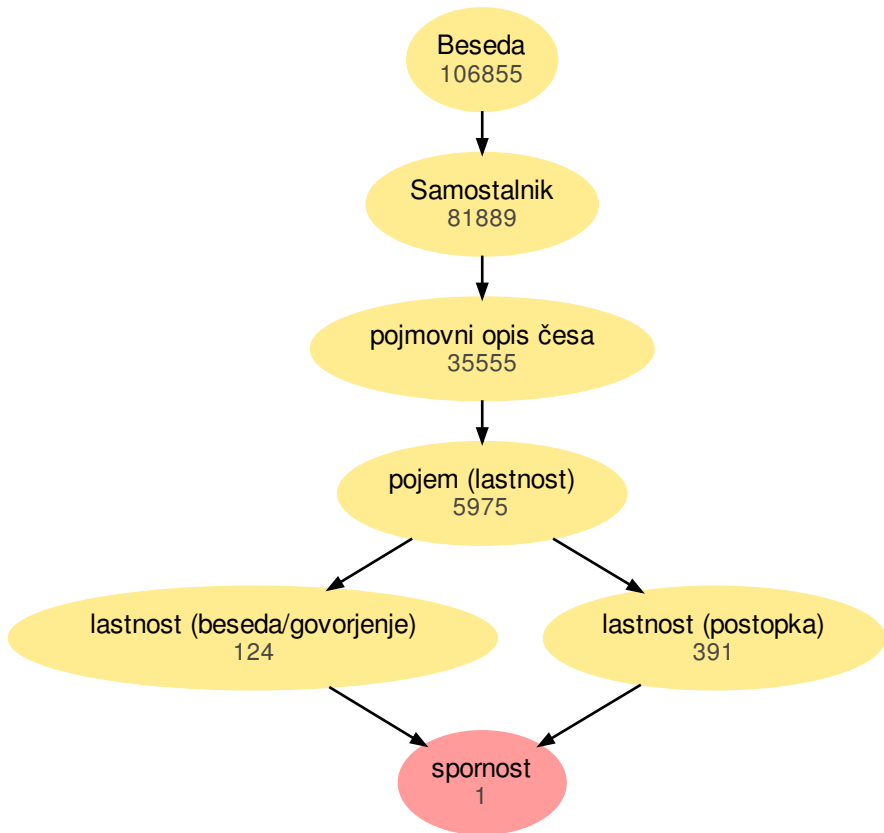 Beseda
106855
Samostalnik
81889
pojmovni opis česa
35555
pojem (lastnost)
5975
lastnost (beseda/govorjenje)
124
lastnost (postopka)
391
spornost
1